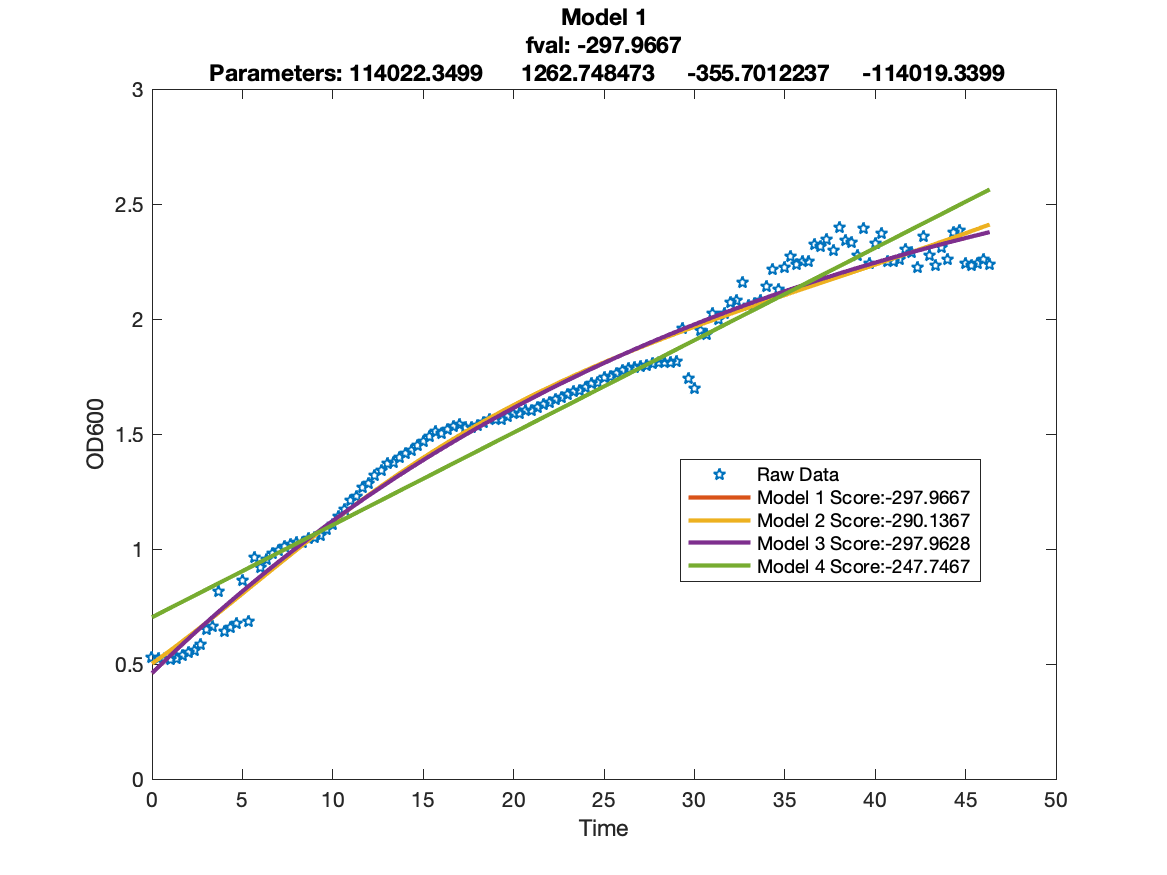 Model 1
fval: -297.9667
Parameters: 114022.3499 1262.748473 -355.7012237 -114019.3399
3
2.5
2
1.5
1
0.5
0
OD600
Raw Data
Model 1 Score:-297.9667
Model 2 Score:-290.1367
Model 3 Score:-297.9628
Model 4 Score:-247.7467
0 5 10 15 20 25 30 35 40 45 50
Time